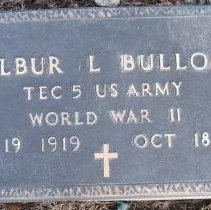 LBUR L BULLO
TEC 5 US ARMY
WORLD WAR II
19 1919 OCT 18